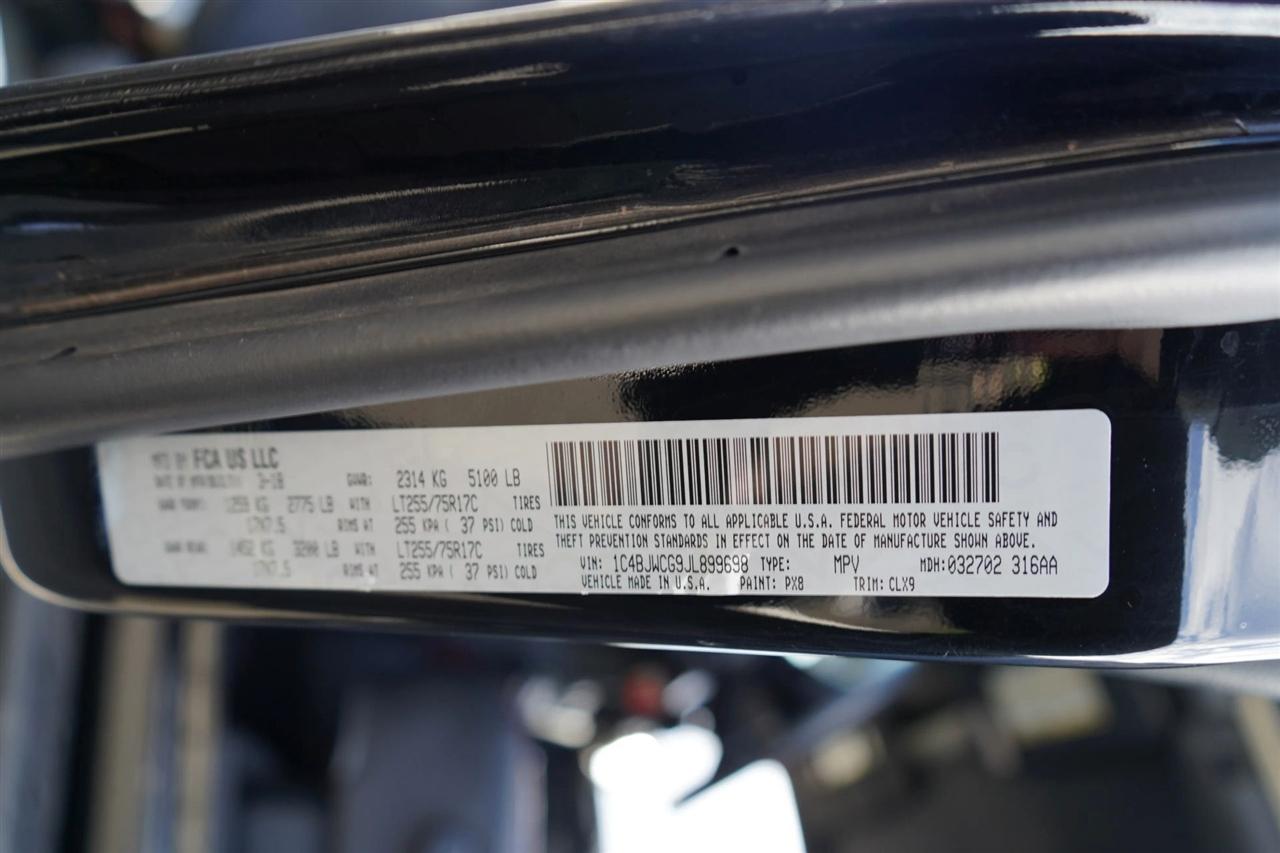 MFD BY FCA US LLC
DATE OF MFR 3-18 GVWR: 2314 KG 5100 LB
GAWR FRONT: 1259 KG 2775 LB WITH LT255/75R17C TIRES
17X7.5 RIMS AT 255 KPA ( 37 PSI) COLD
GAWR REAR: 1452 KG 3200 LB WITH LT255/75R17C TIRES
17X7.5 RIMS AT 255 KPA ( 37 PSI) COLD
THIS VEHICLE CONFORMS TO ALL APPLICABLE U.S.A. FEDERAL MOTOR VEHICLE SAFETY AND
THEFT PREVENTION STANDARDS IN EFFECT ON THE DATE OF MANUFACTURE SHOWN ABOVE.
VIN: 1C4BJWCG9JL899698 TYPE: MPV MDH: 032702 316AA
VEHICLE MADE IN U.S.A. PAINT: PX8 TRIM: CLX9